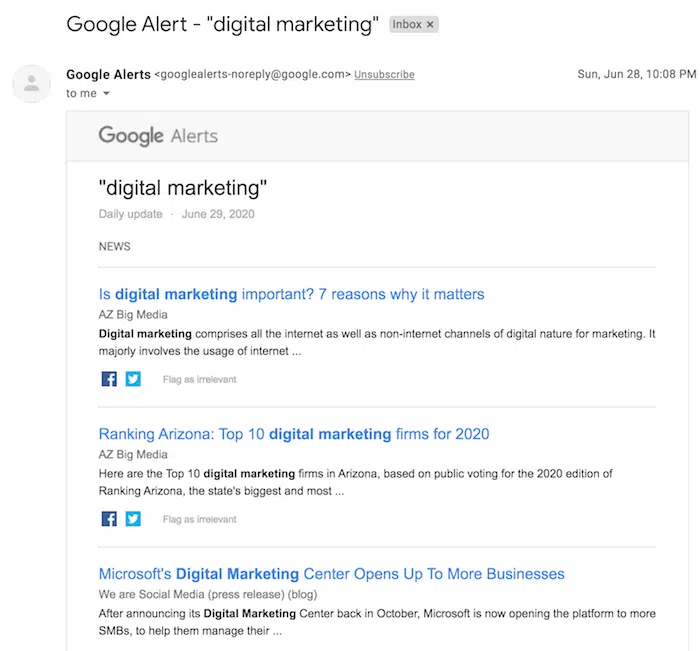 Google Alert - "digital marketing" Inbox ×
Google Alerts <googlealerts-noreply@google.com> Unsubscribe Sun, Jun 28, 10:08 PM
to me
Google Alerts
"digital marketing"
Daily update · June 29, 2020
NEWS
Is digital marketing important? 7 reasons why it matters
AZ Big Media
Digital marketing comprises all the internet as well as non-internet channels of digital nature for marketing. It
majorly involves the usage of internet ...
Flag as irrelevant
Ranking Arizona: Top 10 digital marketing firms for 2020
AZ Big Media
Here are the Top 10 digital marketing firms in Arizona, based on public voting for the 2020 edition of
Ranking Arizona, the state's biggest and most ...
Flag as irrelevant
Microsoft's Digital Marketing Center Opens Up To More Businesses
We are Social Media (press release) (blog)
After announcing its Digital Marketing Center back in October, Microsoft is now opening the platform to more
SMBs, to help them manage their ...